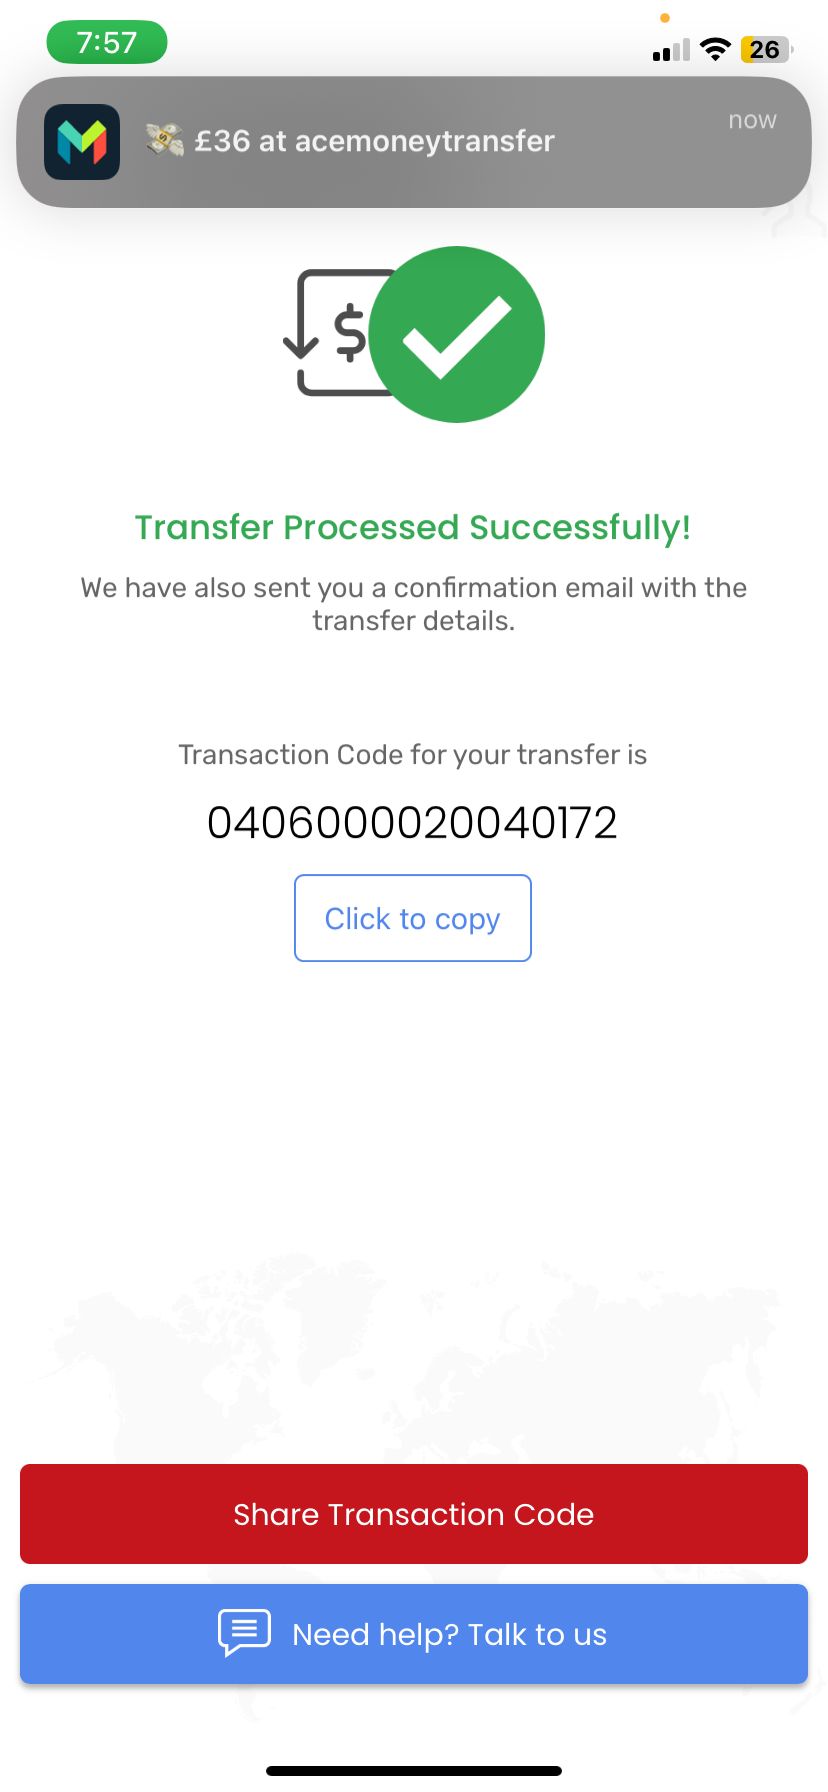 7:57
26
💸 £36 at acemoneytransfer
now
$
Transfer Processed Successfully!
We have also sent you a confirmation email with the
transfer details.
Transaction Code for your transfer is
0406000020040172
Click to copy
Share Transaction Code
Need help? Talk to us